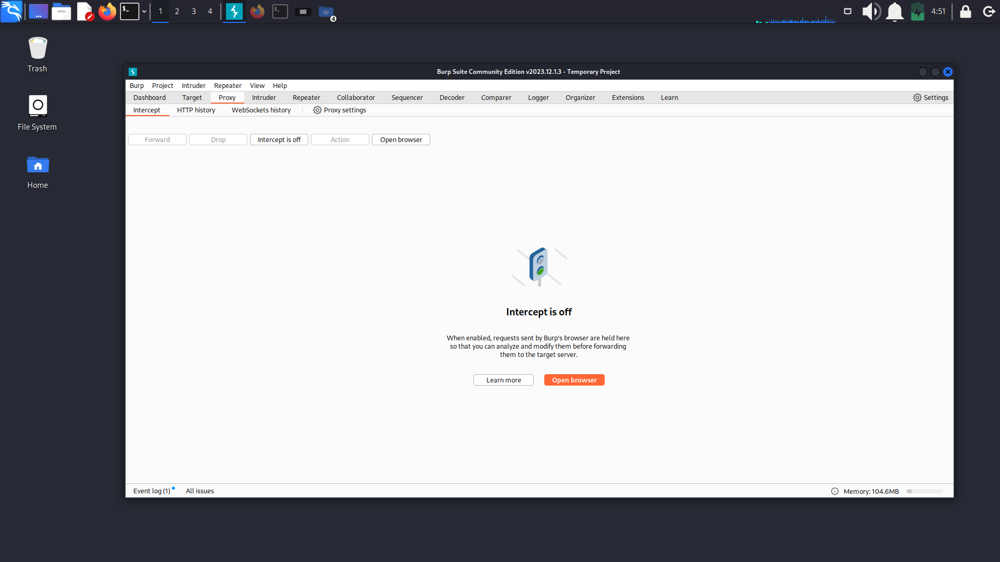 $_
1 2 3 4
$_
4
4:51
Trash
File System
Home
Burp Suite Community Edition v2023.12.1.3 - Temporary Project
Burp Project Intruder Repeater View Help
Dashboard Target Proxy Intruder Repeater Collaborator Sequencer Decoder Comparer Logger Organizer Extensions Learn Settings
Intercept HTTP history WebSockets history Proxy settings
Forward Drop Intercept is off Action Open browser
Intercept is off
When enabled, requests sent by Burp's browser are held here
so that you can analyze and modify them before forwarding
them to the target server.
Learn more Open browser
Event log (1) All issues Memory: 104.6MB